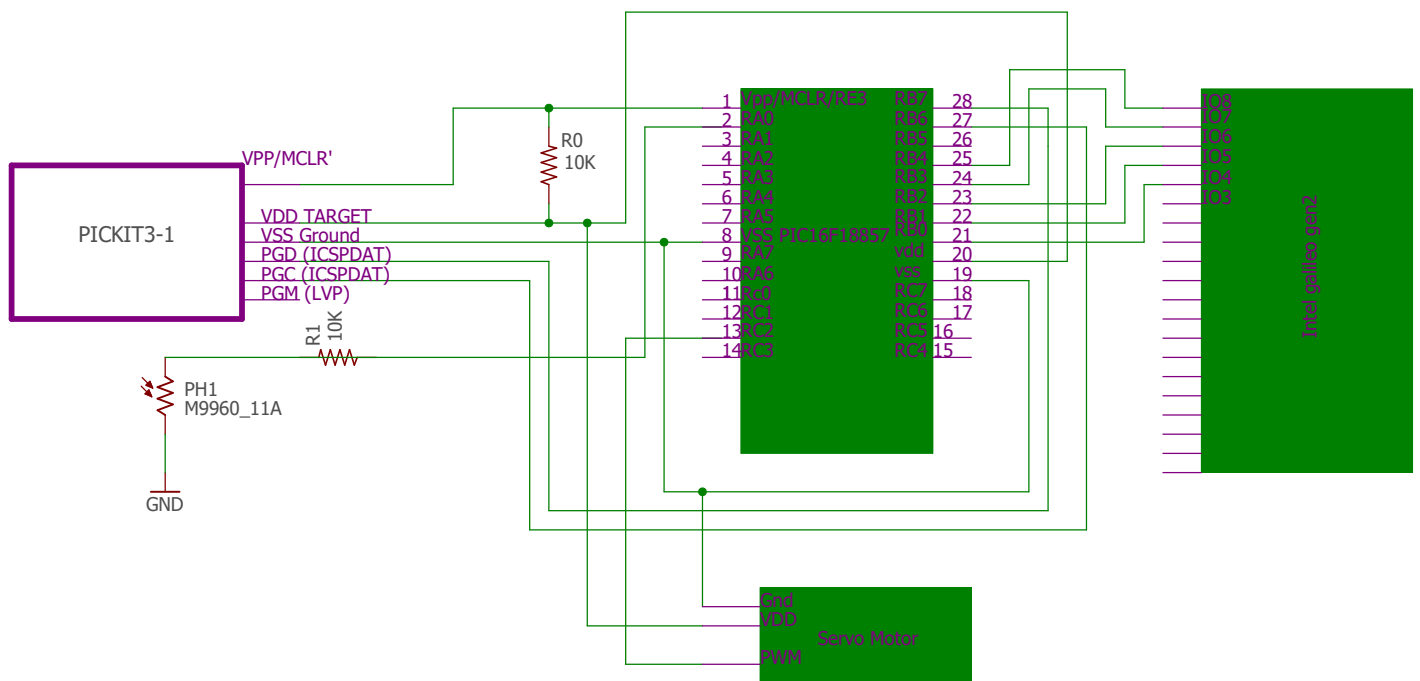 VPP/MCLR'
VDD TARGET
VSS Ground
PGD (ICSPDAT)
PGC (ICSPDAT)
PGM (LVP)
PICKIT3-1
R0
10K
R1
10K
PH1
M9960_11A
GND
1 Vpp/MCLR/RE3 RB7 28
2 RA0 RB6 27
3 RA1 RB5 26
4 RA2 RB4 25
5 RA3 RB3 24
6 RA4 RB2 23
7 RA5 RB1 22
8 VSS PIC16F18857 RB0 21
9 RA7 vdd 20
10 RA6 vss 19
11 Rc0 RC7 18
12 RC1 RC6 17
13 RC2 RC5 16
14 RC3 RC4 15
IO8
IO7
IO6
IO5
IO4
IO3
Intel galileo gen2
Gnd
VDD
Servo Motor
PWM